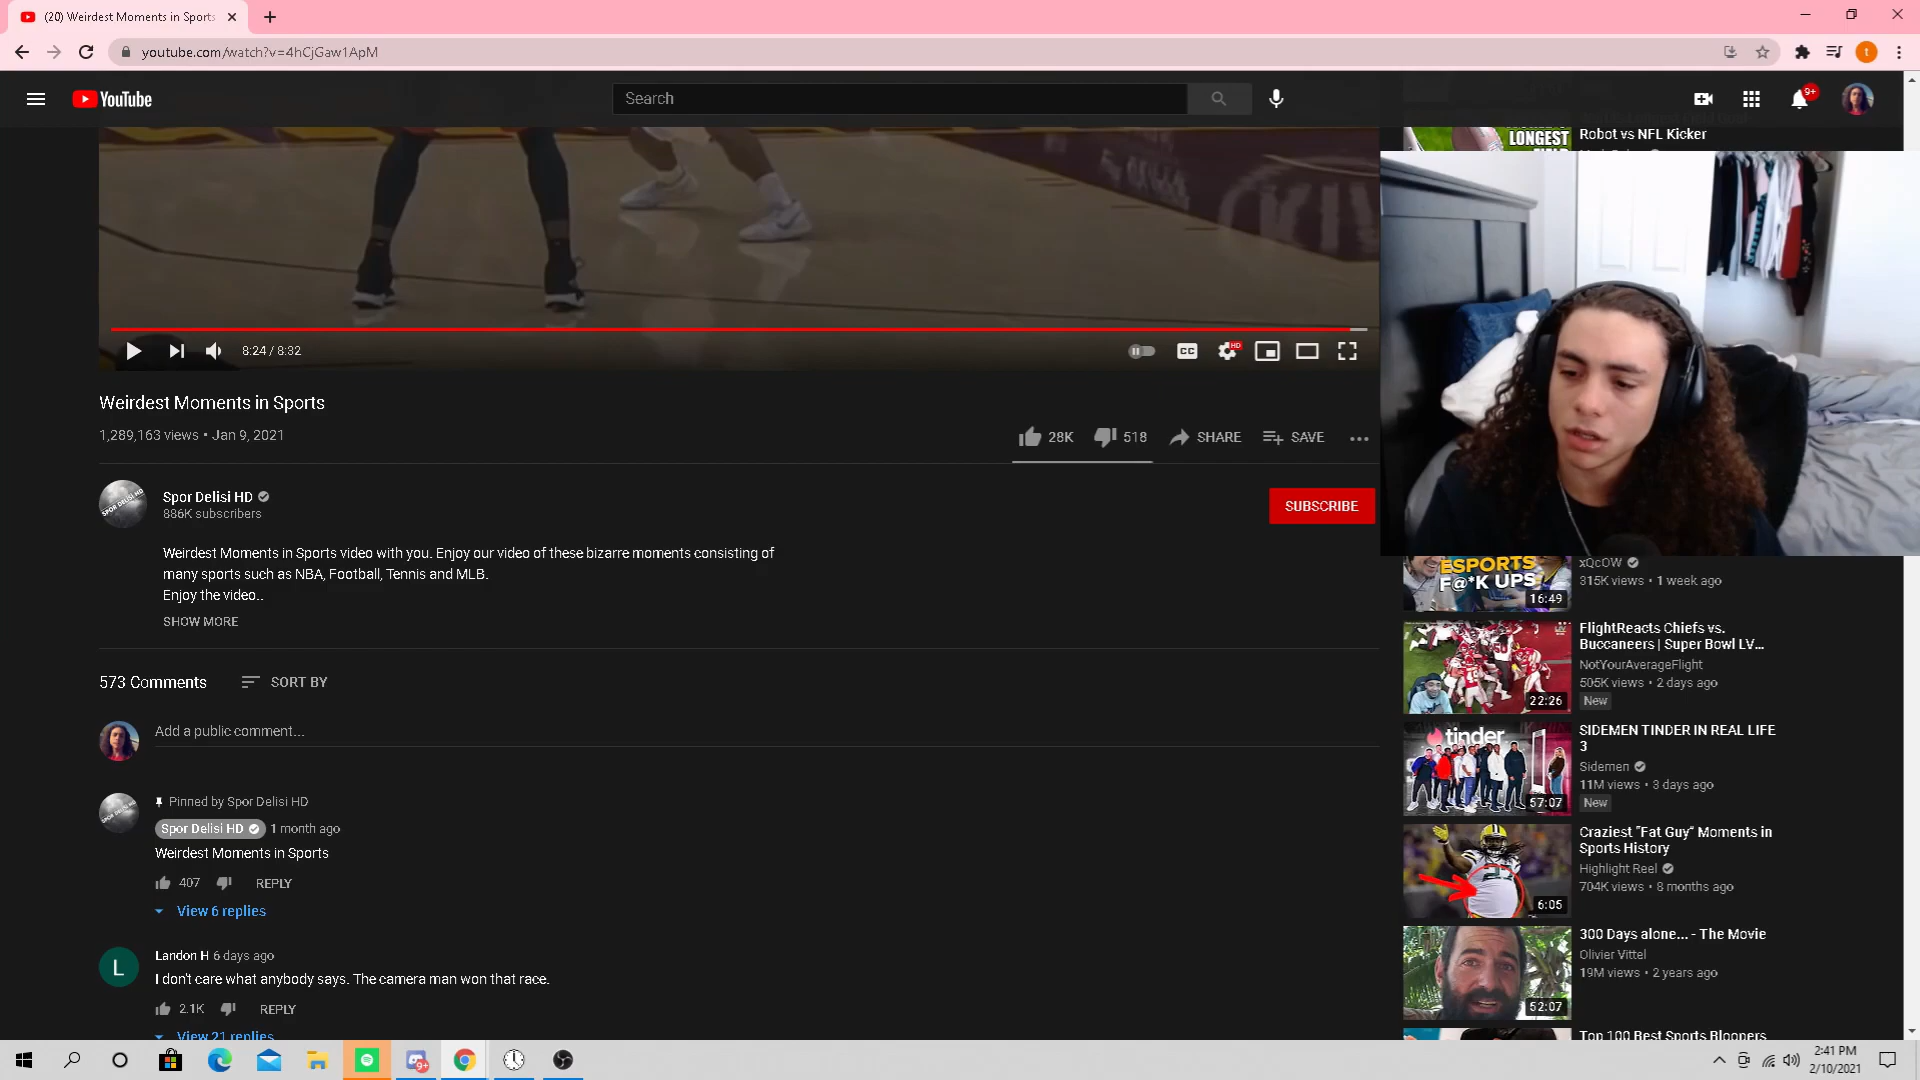 (20) Weirdest Moments in Sports
youtube.com/watch?v=4hCjGaw1ApM
t
YouTube
Search
9+
LONGEST
Robot vs NFL Kicker
8:24 / 8:32
CC
HD
Weirdest Moments in Sports
1,289,163 views • Jan 9, 2021
28K
518
SHARE
SAVE
SPOR DELISI HD
Spor Delisi HD
886K subscribers
SUBSCRIBE
Weirdest Moments in Sports video with you. Enjoy our video of these bizarre moments consisting of
many sports such as NBA, Football, Tennis and MLB.
Enjoy the video..
SHOW MORE
573 Comments
SORT BY
Add a public comment...
Pinned by Spor Delisi HD
Spor Delisi HD
1 month ago
Weirdest Moments in Sports
407
REPLY
View 6 replies
L
Landon H 6 days ago
I don't care what anybody says. The camera man won that race.
2.1K
REPLY
View 21 replies
ESPORTS
F@*K UPS
16:49
xQcOW
315K views • 1 week ago
22:26
FlightReacts Chiefs vs.
Buccaneers | Super Bowl LV...
NotYourAverageFlight
505K views • 2 days ago
New
tinder
57:07
SIDEMEN TINDER IN REAL LIFE
3
Sidemen
11M views • 3 days ago
New
6:05
Craziest "Fat Guy" Moments in
Sports History
Highlight Reel
704K views • 8 months ago
52:07
300 Days alone... - The Movie
Olivier Vittel
19M views • 2 years ago
Top 100 Best Sports Bloopers
9+
2:41 PM
2/10/2021